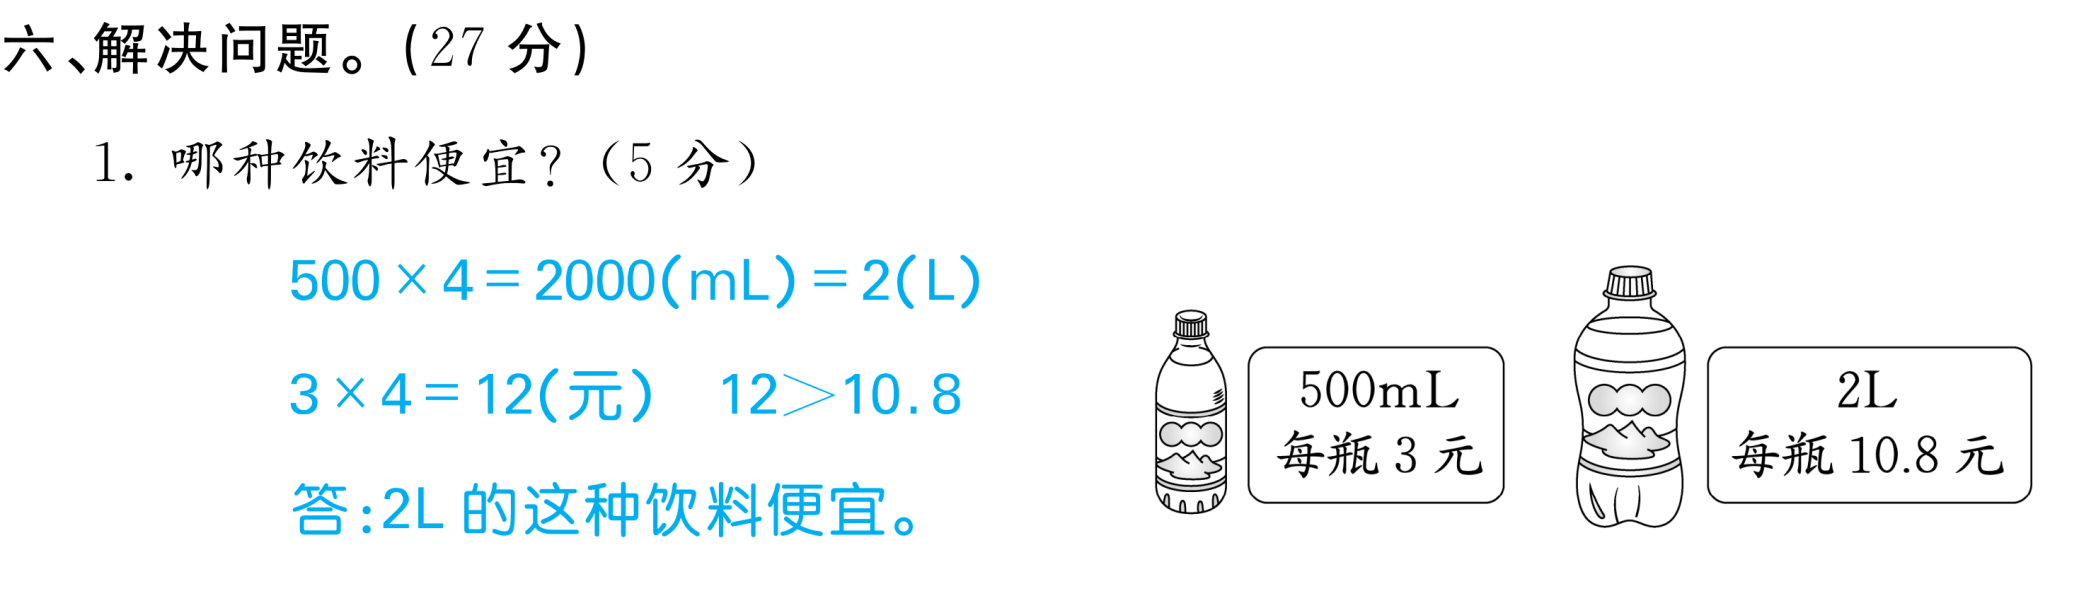 六、解决问题。(27 分)
1. 哪种饮料便宜?(5 分)
500×4=2000(mL)=2(L)
3×4=12(元) 12>10.8
答:2L 的这种饮料便宜。
500mL
每瓶 3 元
2L
每瓶 10.8 元